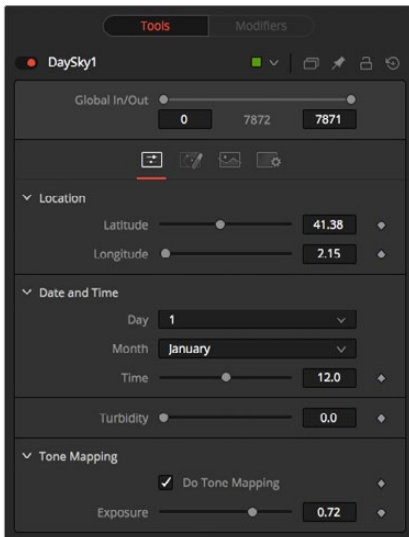 Tools Modifiers
DaySky1
Global In/Out
0 7872 7871
Location
Latitude 41.38
Longitude 2.15
Date and Time
Day 1
Month January
Time 12.0
Turbidity 0.0
Tone Mapping
Do Tone Mapping
Exposure 0.72